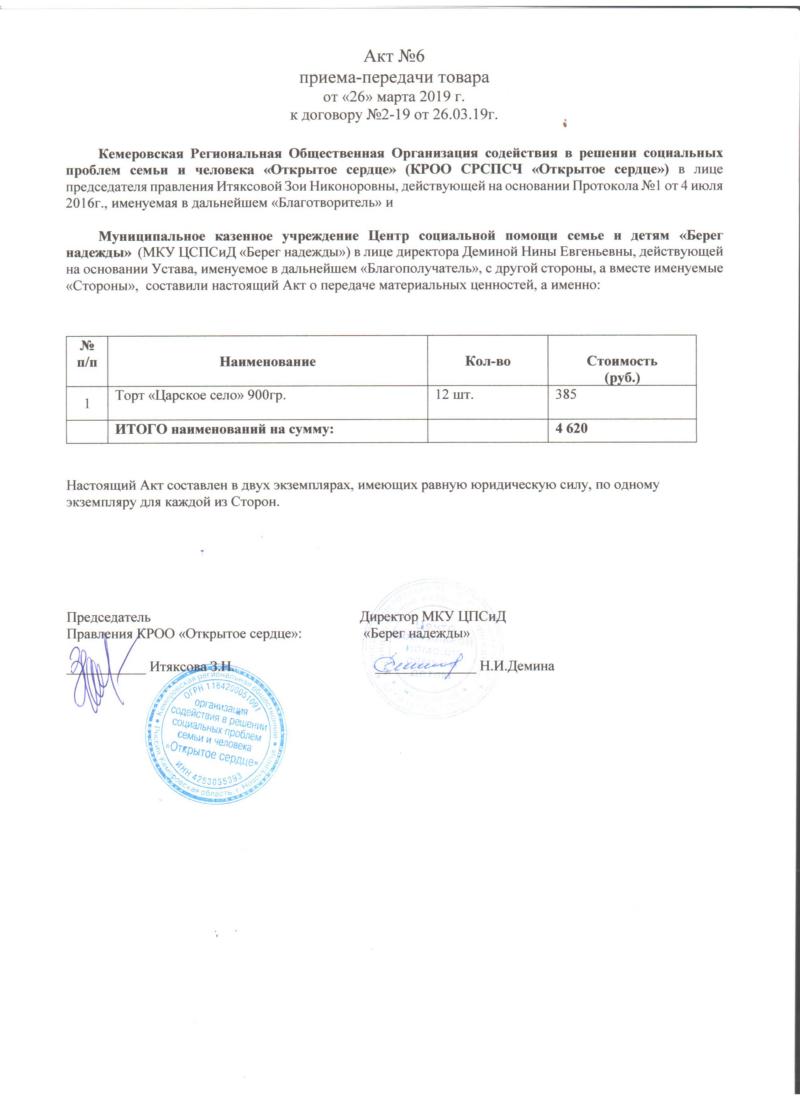 Акт №6
приема-передачи товара
от «26» марта 2019 г.
к договору №2-19 от 26.03.19г.
Кемеровская Региональная Общественная Организация содействия в решении социальных
проблем семьи и человека «Открытое сердце» (КРОО СРСПСЧ «Открытое сердце») в лице
председателя правления Итяксовой Зои Никоноровны, действующей на основании Протокола №1 от 4 июля
2016г., именуемая в дальнейшем «Благотворитель» и
Муниципальное казенное учреждение Центр социальной помощи семье и детям «Берег
надежды» (МКУ ЦСПСиД «Берег надежды») в лице директора Деминой Нины Евгеньевны, действующей
на основании Устава, именуемое в дальнейшем «Благополучатель», с другой стороны, а вместе именуемые
«Стороны», составили настоящий Акт о передаче материальных ценностей, а именно:
№
п/п Наименование Кол-во Стоимость
(руб.)
1 Торт «Царское село» 900гр. 12 шт. 385
ИТОГО наименований на сумму: 4 620
Настоящий Акт составлен в двух экземплярах, имеющих равную юридическую силу, по одному
экземпляру для каждой из Сторон.
Председатель Директор МКУ ЦПСиД
Правления КРОО «Открытое сердце»: «Берег надежды»
Итяксова З.Н. Н.И.Демина
Кемеровская региональная общественная
ОГРН 1164200051091
организация
содействия в решении
социальных проблем
семьи и человека
«Открытое сердце»
ИНН 4253035393
Россия Кемеровская область г. Новокузнецк